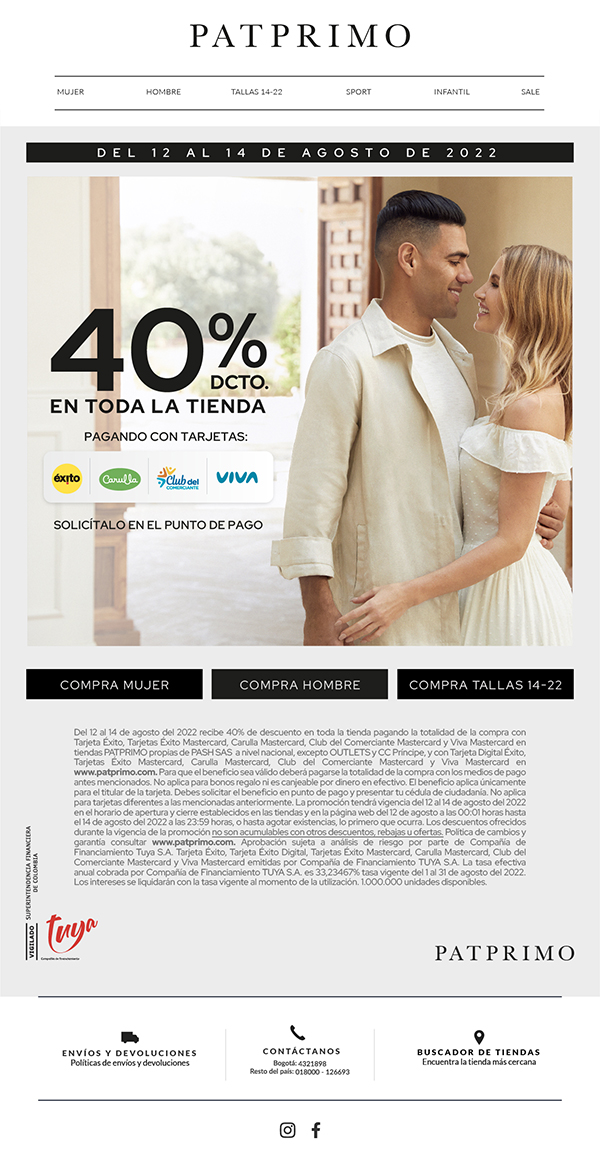 PATPRIMO
MUJER HOMBRE TALLAS 14-22 SPORT INFANTIL SALE
DEL 12 AL 14 DE AGOSTO DE 2022
40%
DCTO.
EN TODA LA TIENDA
PAGANDO CON TARJETAS:
éxito Carulla Club del COMERCIANTE VIVA
SOLICÍTALO EN EL PUNTO DE PAGO
COMPRA MUJER COMPRA HOMBRE COMPRA TALLAS 14-22
Del 12 al 14 de agosto del 2022 recibe 40% de descuento en toda la tienda pagando la totalidad de la compra con
Tarjeta Éxito, Tarjetas Éxito Mastercard, Carulla Mastercard, Club del Comerciante Mastercard y Viva Mastercard en
tiendas PATPRIMO propias de PASH SAS a nivel nacional, excepto OUTLETS y CC Príncipe, y con Tarjeta Digital Éxito,
Tarjetas Éxito Mastercard, Carulla Mastercard, Club del Comerciante Mastercard y Viva Mastercard en
www.patprimo.com. Para que el beneficio sea válido deberá pagarse la totalidad de la compra con los medios de pago
antes mencionados. No aplica para bonos regalo ni es canjeable por dinero en efectivo. El beneficio aplica únicamente
para el titular de la tarjeta. Debes solicitar el beneficio en punto de pago y presentar tu cédula de ciudadanía. No aplica
para tarjetas diferentes a las mencionadas anteriormente. La promoción tendrá vigencia del 12 al 14 de agosto del 2022
en el horario de apertura y cierre establecidos en las tiendas y en la página web del 12 de agosto a las 00:01 horas hasta
el 14 de agosto del 2022 a las 23:59 horas, o hasta agotar existencias, lo primero que ocurra. Los descuentos ofrecidos
durante la vigencia de la promoción no son acumulables con otros descuentos, rebajas u ofertas. Política de cambios y
garantía consultar www.patprimo.com. Aprobación sujeta a análisis de riesgo por parte de Compañía de
Financiamiento Tuya S.A. Tarjeta Éxito, Tarjeta Éxito Digital, Tarjetas Éxito Mastercard, Carulla Mastercard, Club del
Comerciante Mastercard y Viva Mastercard emitidas por Compañía de Financiamiento TUYA S.A. La tasa efectiva
anual cobrada por Compañía de Financiamiento TUYA S.A. es 33,23467% tasa vigente del 1 al 31 de agosto del 2022.
Los intereses se liquidarán con la tasa vigente al momento de la utilización. 1.000.000 unidades disponibles.
VIGILADO SUPERINTENDENCIA FINANCIERA
DE COLOMBIA
tuya
Compañía de financiamiento
PATPRIMO
ENVÍOS Y DEVOLUCIONES
Políticas de envíos y devoluciones
CONTÁCTANOS
Bogotá: 4321898
Resto del país: 018000 - 126693
BUSCADOR DE TIENDAS
Encuentra la tienda más cercana